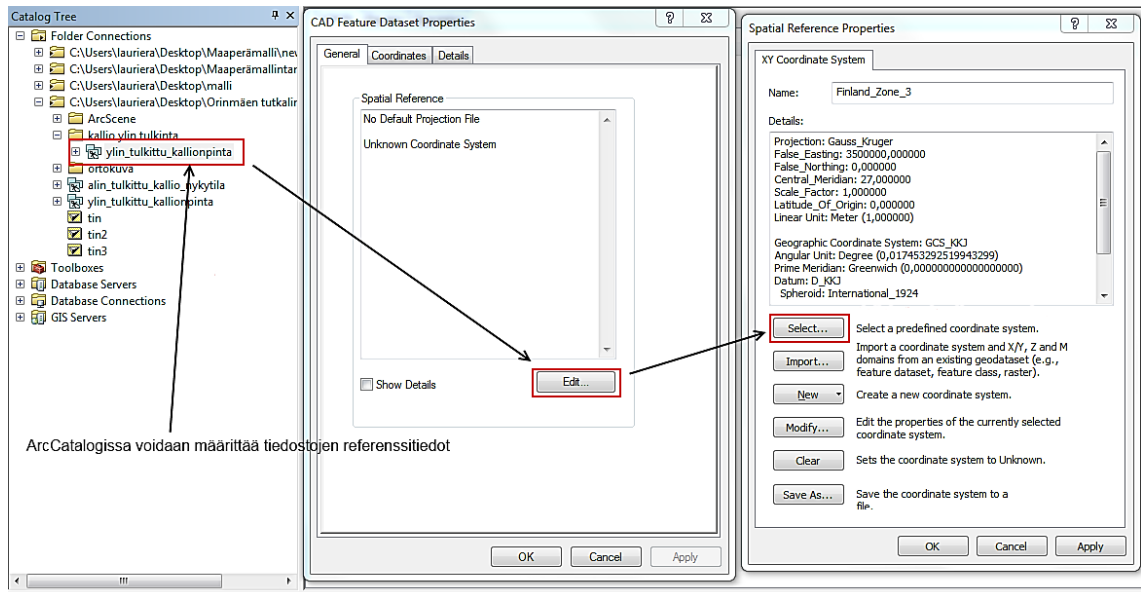 Catalog Tree
Folder Connections
C:\Users\lauriera\Desktop\Maaperämalli\nev
C:\Users\lauriera\Desktop\Maaperämallintar
C:\Users\lauriera\Desktop\malli
C:\Users\lauriera\Desktop\Orinmäen tutkalir
ArcScene
kallio ylin tulkinta
ylin_tulkittu_kallionpinta
ortokuva
alin_tulkittu_kallio_nykytila
ylin_tulkittu_kallionpinta
tin
tin2
tin3
Toolboxes
Database Servers
Database Connections
GIS Servers
ArcCatalogissa voidaan määrittää tiedostojen referenssitiedot
CAD Feature Dataset Properties
General Coordinates Details
Spatial Reference
No Default Projection File
Unknown Coordinate System
Show Details
Edit...
OK Cancel Apply
Spatial Reference Properties
XY Coordinate System
Name: Finland_Zone_3
Details:
Projection: Gauss_Kruger
False_Easting: 3500000,000000
False_Northing: 0,000000
Central_Meridian: 27,000000
Scale_Factor: 1,000000
Latitude_Of_Origin: 0,000000
Linear Unit: Meter (1,000000)
Geographic Coordinate System: GCS_KKJ
Angular Unit: Degree (0,017453292519943299)
Prime Meridian: Greenwich (0,000000000000000000)
Datum: D_KKJ
Spheroid: International_1924
Select... Select a predefined coordinate system.
Import... Import a coordinate system and X/Y, Z and M
domains from an existing geodataset (e.g.,
feature dataset, feature class, raster).
New Create a new coordinate system.
Modify... Edit the properties of the currently selected
coordinate system.
Clear Sets the coordinate system to Unknown.
Save As... Save the coordinate system to a
file.
OK Cancel Apply